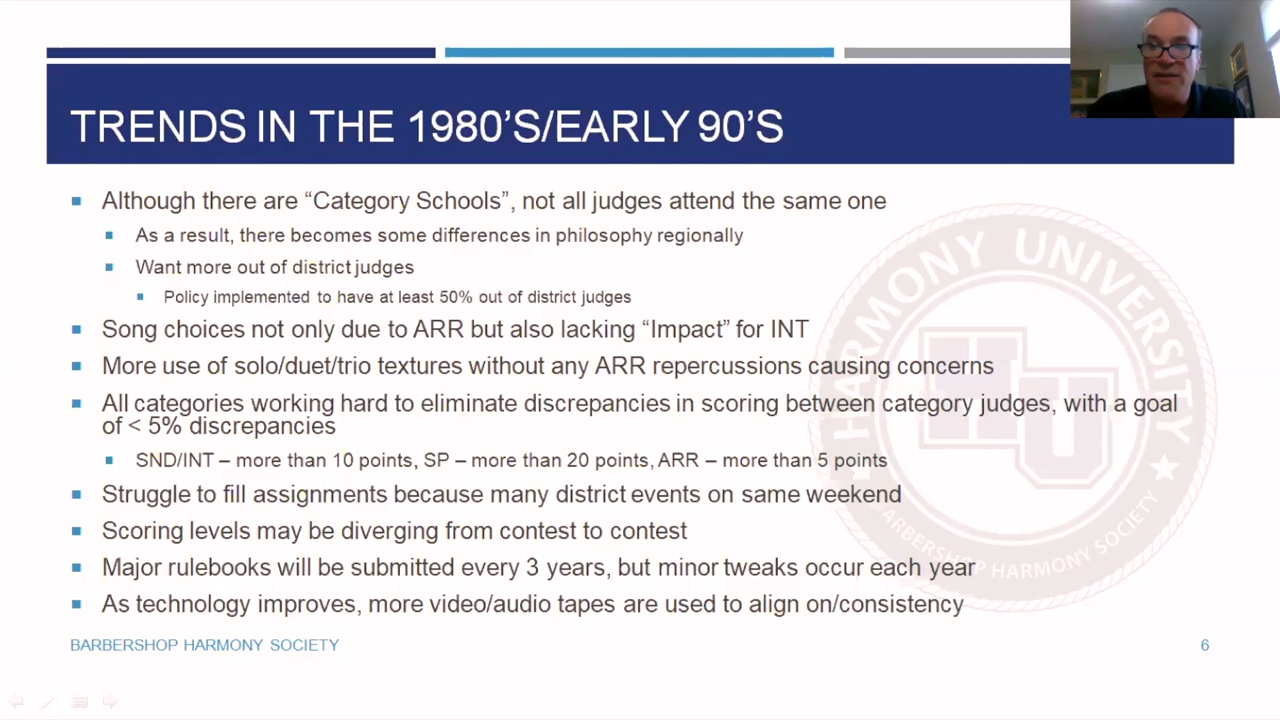 TRENDS IN THE 1980'S/EARLY 90'S
Although there are “Category Schools”, not all judges attend the same one
As a result, there becomes some differences in philosophy regionally
Want more out of district judges
Policy implemented to have at least 50% out of district judges
Song choices not only due to ARR but also lacking “Impact” for INT
More use of solo/duet/trio textures without any ARR repercussions causing concerns
All categories working hard to eliminate discrepancies in scoring between category judges, with a goal
of < 5% discrepancies
SND/INT – more than 10 points, SP – more than 20 points, ARR – more than 5 points
Struggle to fill assignments because many district events on same weekend
Scoring levels may be diverging from contest to contest
Major rulebooks will be submitted every 3 years, but minor tweaks occur each year
As technology improves, more video/audio tapes are used to align on/consistency
HARMONY UNIVERSITY
HU
BARBERSHOP HARMONY SOCIETY
BARBERSHOP HARMONY SOCIETY
6